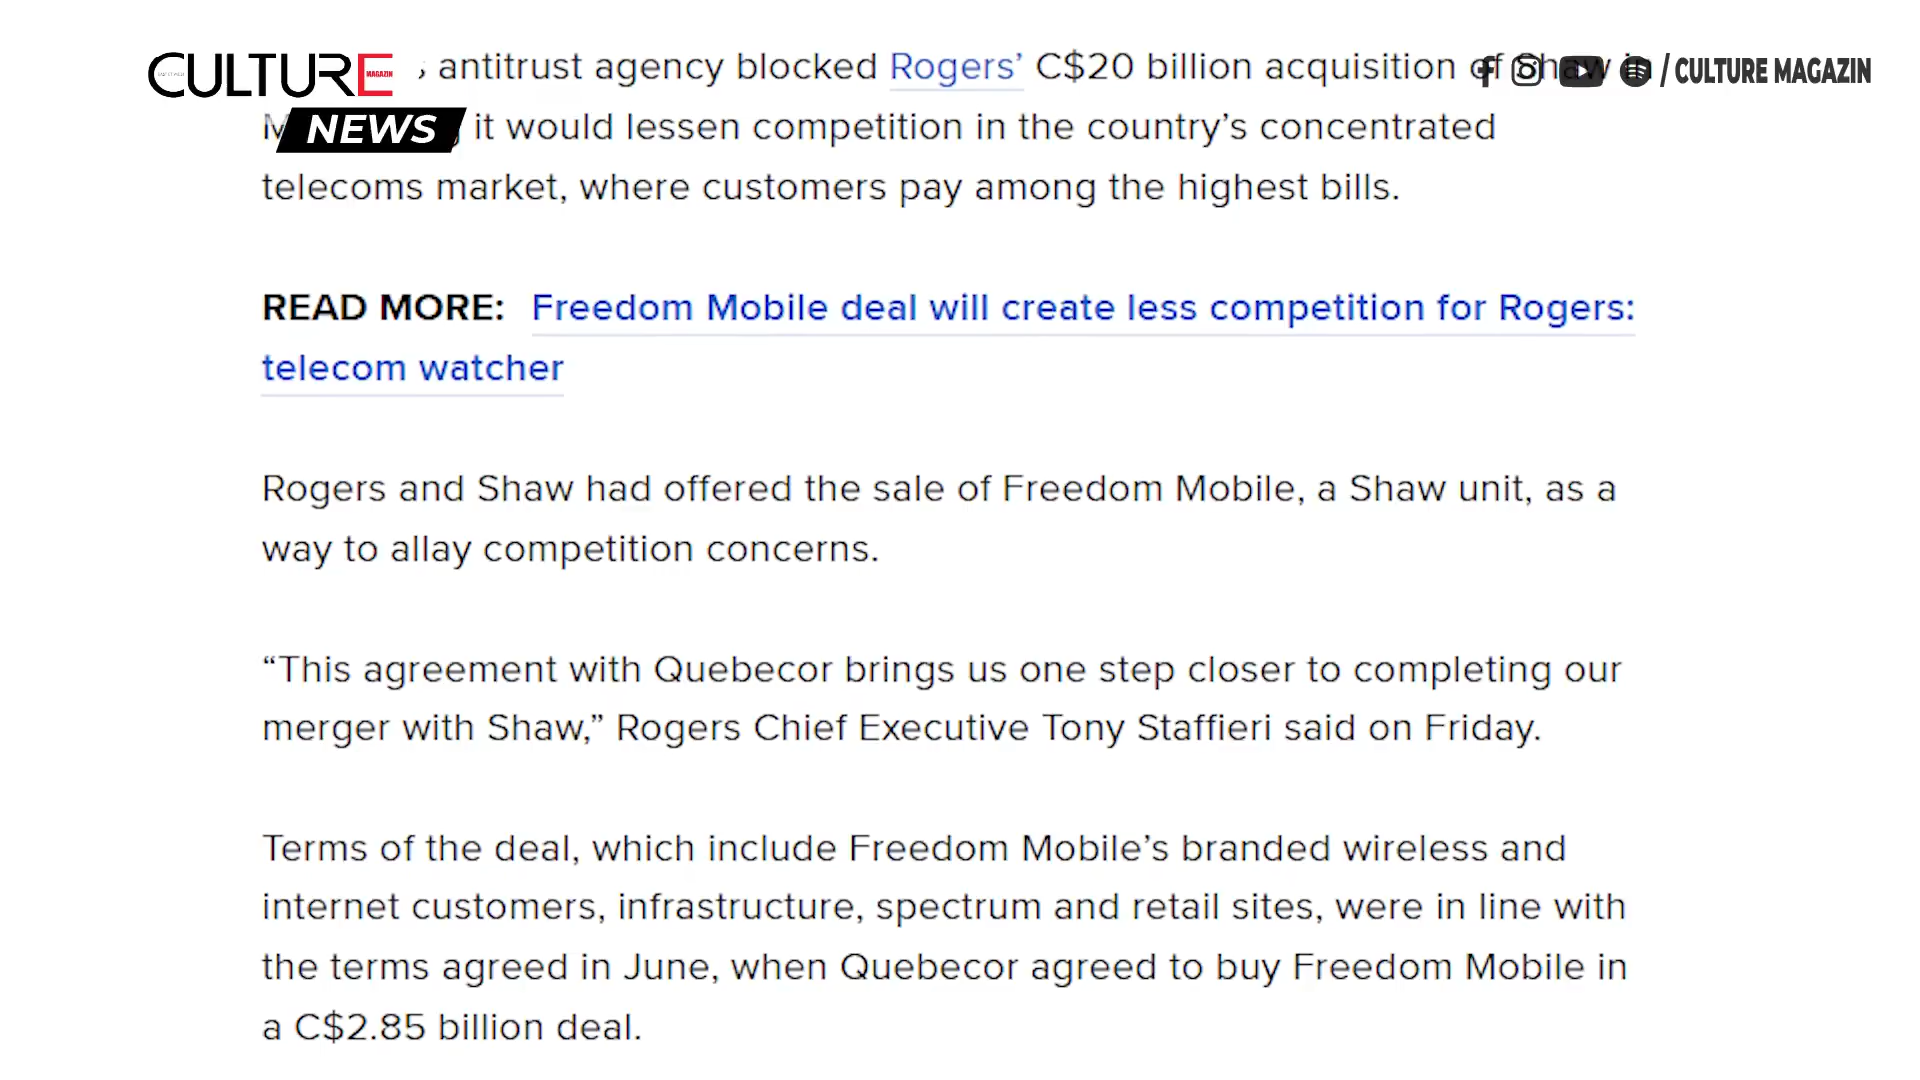 CULTURE
MAGAZIN
NEWS
/ CULTURE MAGAZIN
antitrust agency blocked Rogers’ C$20 billion acquisition of Shaw in
it would lessen competition in the country’s concentrated
telecoms market, where customers pay among the highest bills.
READ MORE: Freedom Mobile deal will create less competition for Rogers:
telecom watcher
Rogers and Shaw had offered the sale of Freedom Mobile, a Shaw unit, as a
way to allay competition concerns.
“This agreement with Quebecor brings us one step closer to completing our
merger with Shaw,” Rogers Chief Executive Tony Staffieri said on Friday.
Terms of the deal, which include Freedom Mobile’s branded wireless and
internet customers, infrastructure, spectrum and retail sites, were in line with
the terms agreed in June, when Quebecor agreed to buy Freedom Mobile in
a C$2.85 billion deal.